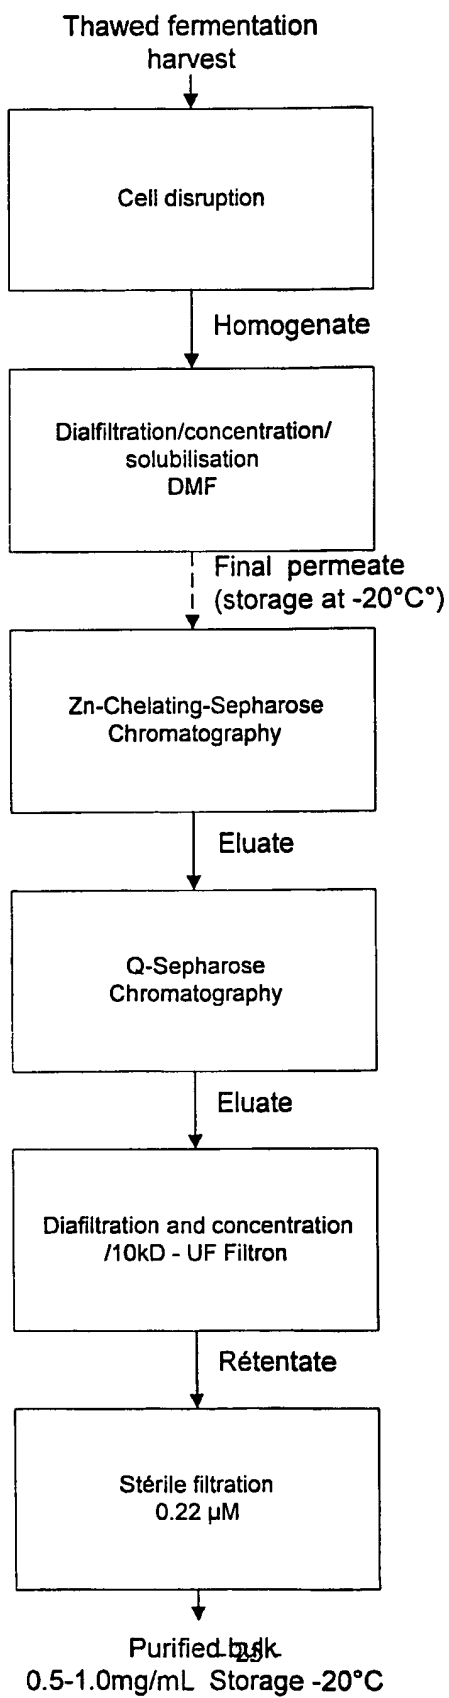 Thawed fermentation
harvest
Cell disruption
Homogenate
Dialfiltration/concentration/
solubilisation
DMF
Final permeate
(storage at -20°C°)
Zn-Chelating-Sepharose
Chromatography
Eluate
Q-Sepharose
Chromatography
Eluate
Diafiltration and concentration
/10kD - UF Filtron
Rétentate
Stérile filtration
0.22 µM
Purified bulk
- 25 -
0.5-1.0mg/mL Storage -20°C